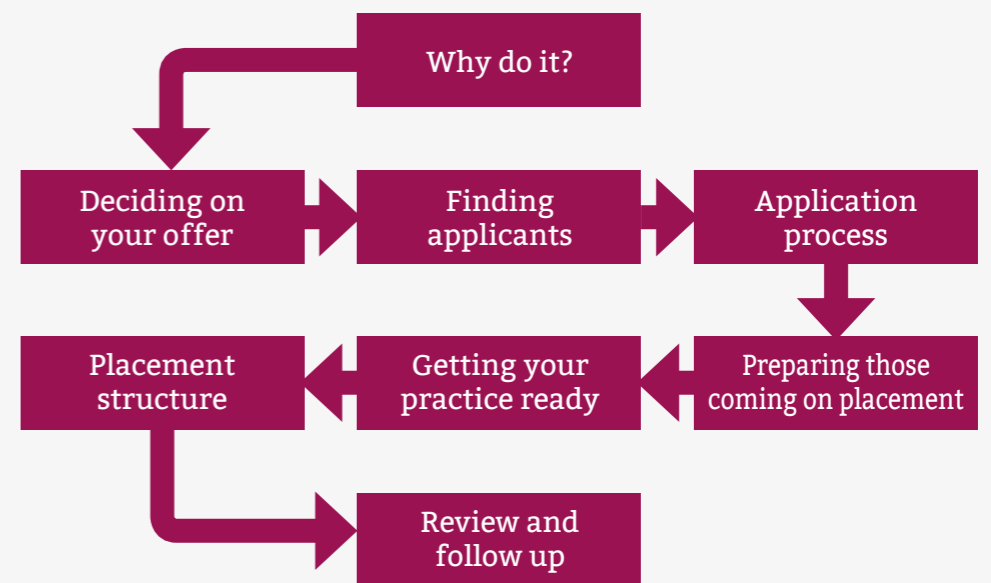 Why do it?
Deciding on
your offer
Finding
applicants
Application
process
Preparing those
coming on placement
Getting your
practice ready
Placement
structure
Review and
follow up